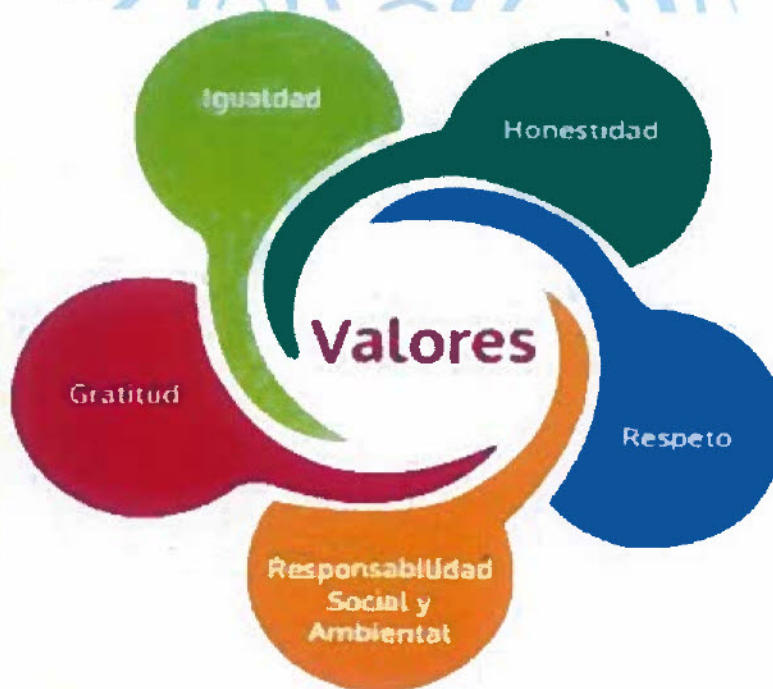 Igualdad
Honestidad
Valores
Gratitud
Respeto
Responsabilidad
Social y
Ambiental